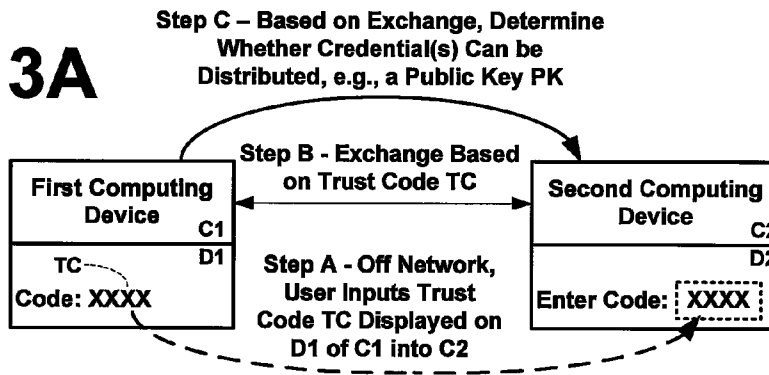 3A
Step C – Based on Exchange, Determine
Whether Credential(s) Can be
Distributed, e.g., a Public Key PK
First Computing
Device
C1
D1
TC
Code: XXXX
Step B - Exchange Based
on Trust Code TC
Step A - Off Network,
User Inputs Trust
Code TC Displayed on
D1 of C1 into C2
Second Computing
Device
C2
D2
Enter Code: XXXX